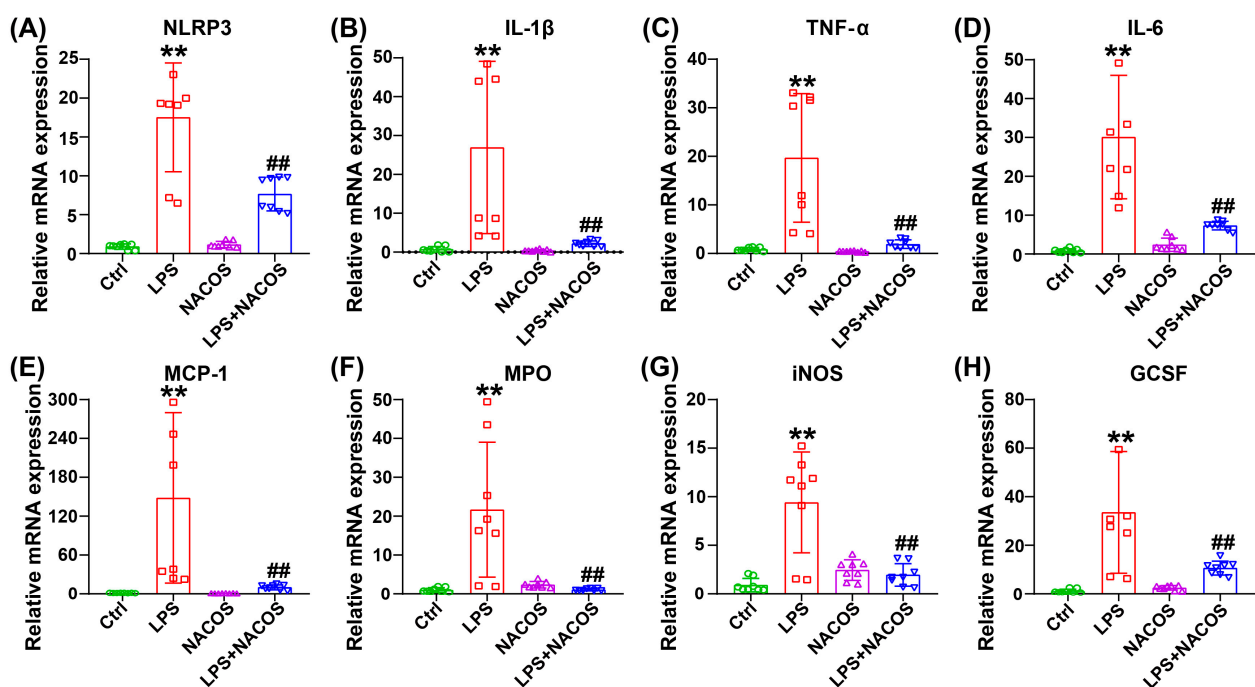 (A) NLRP3
Relative mRNA expression
25
20
15
10
5
0
**
##
Ctrl
LPS
NACOS
LPS+NACOS
(B) IL-1β
Relative mRNA expression
50
40
30
20
10
0
**
##
Ctrl
LPS
NACOS
LPS+NACOS
(C) TNF-α
Relative mRNA expression
40
30
20
10
0
**
##
Ctrl
LPS
NACOS
LPS+NACOS
(D) IL-6
Relative mRNA expression
50
40
30
20
10
0
**
##
Ctrl
LPS
NACOS
LPS+NACOS
(E) MCP-1
Relative mRNA expression
300
240
180
120
60
0
**
##
Ctrl
LPS
NACOS
LPS+NACOS
(F) MPO
Relative mRNA expression
50
40
30
20
10
0
**
##
Ctrl
LPS
NACOS
LPS+NACOS
(G) iNOS
Relative mRNA expression
20
15
10
5
0
**
##
Ctrl
LPS
NACOS
LPS+NACOS
(H) GCSF
Relative mRNA expression
80
60
40
20
0
**
##
Ctrl
LPS
NACOS
LPS+NACOS